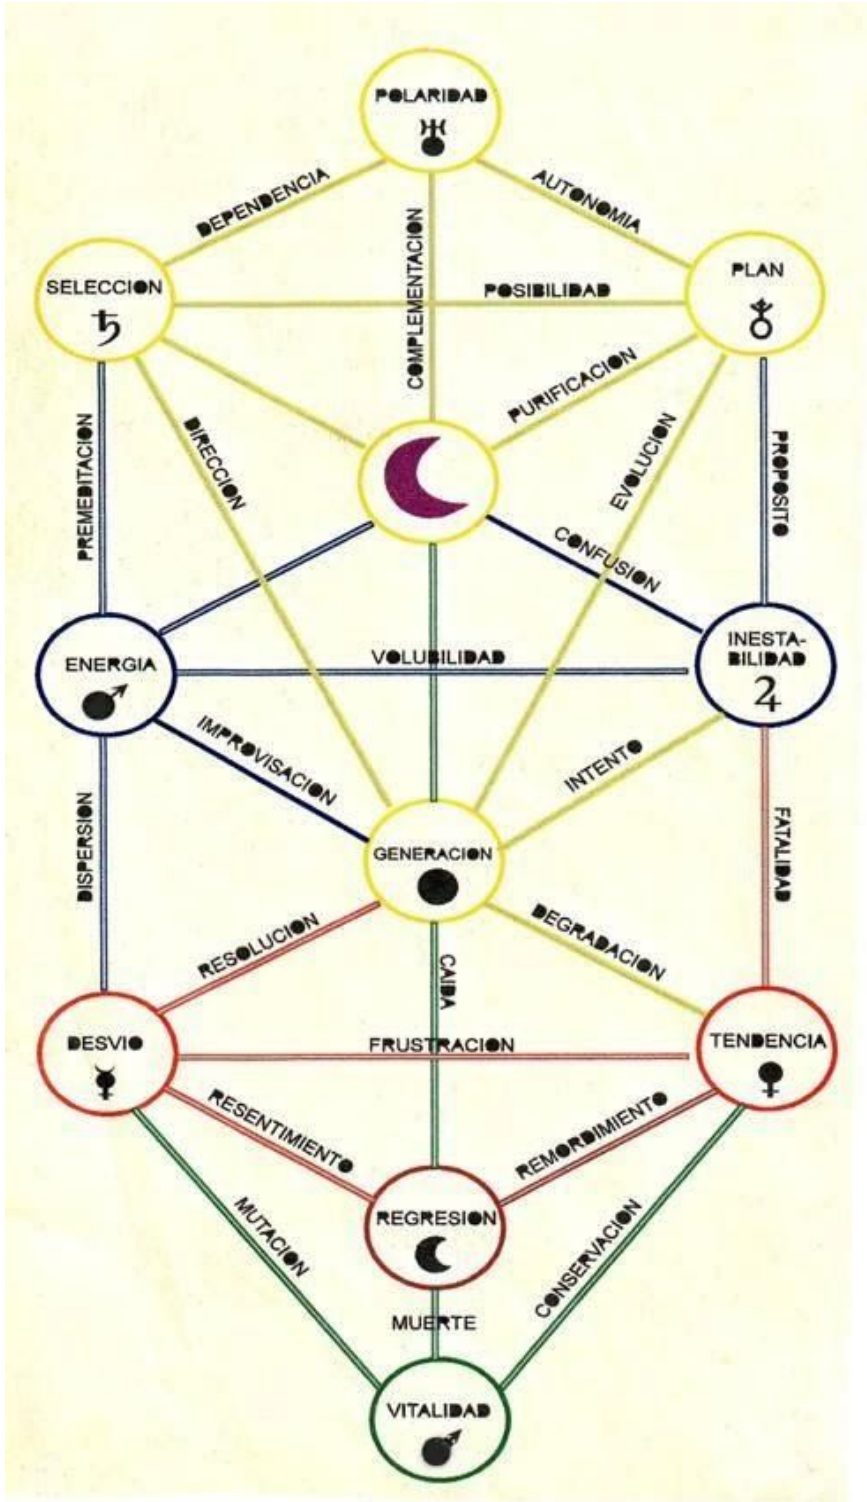 POLARIDAD
DEPENDENCIA
AUTONOMIA
COMPLEMENTACION
SELECCION
POSIBILIDAD
PLAN
PURIFICACION
DIRECCION
EVOLUCION
PREMEDITACION
PROPOSITO
CONFUSION
ENERGIA
VOLUBILIDAD
INESTA-
BILIDAD
IMPROVISACION
INTENTO
DISPERSION
FATALIDAD
GENERACION
RESOLUCION
DEGRADACION
CAIDA
DESVIO
FRUSTRACION
TENDENCIA
RESENTIMIENTO
REMORDIMIENTO
REGRESION
MUTACION
CONSERVACION
MUERTE
VITALIDAD